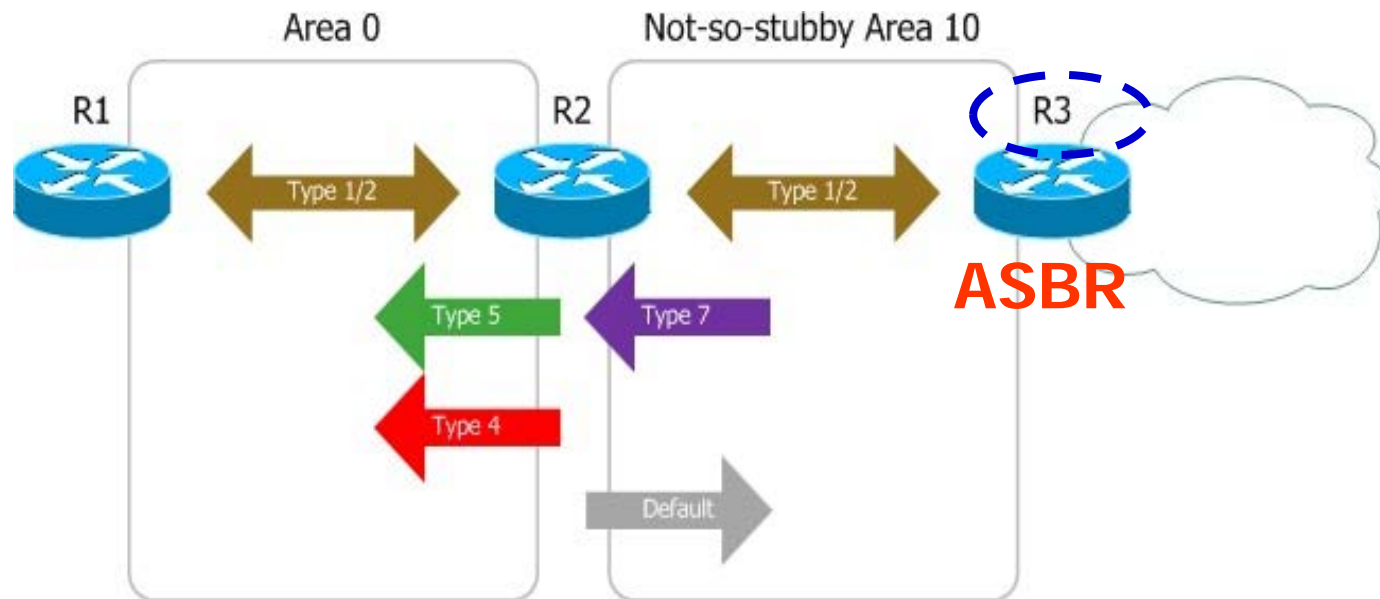 Area 0
Not-so-stubby Area 10
R1
R2
R3
Type 1/2
Type 1/2
ASBR
Type 5
Type 7
Type 4
Default